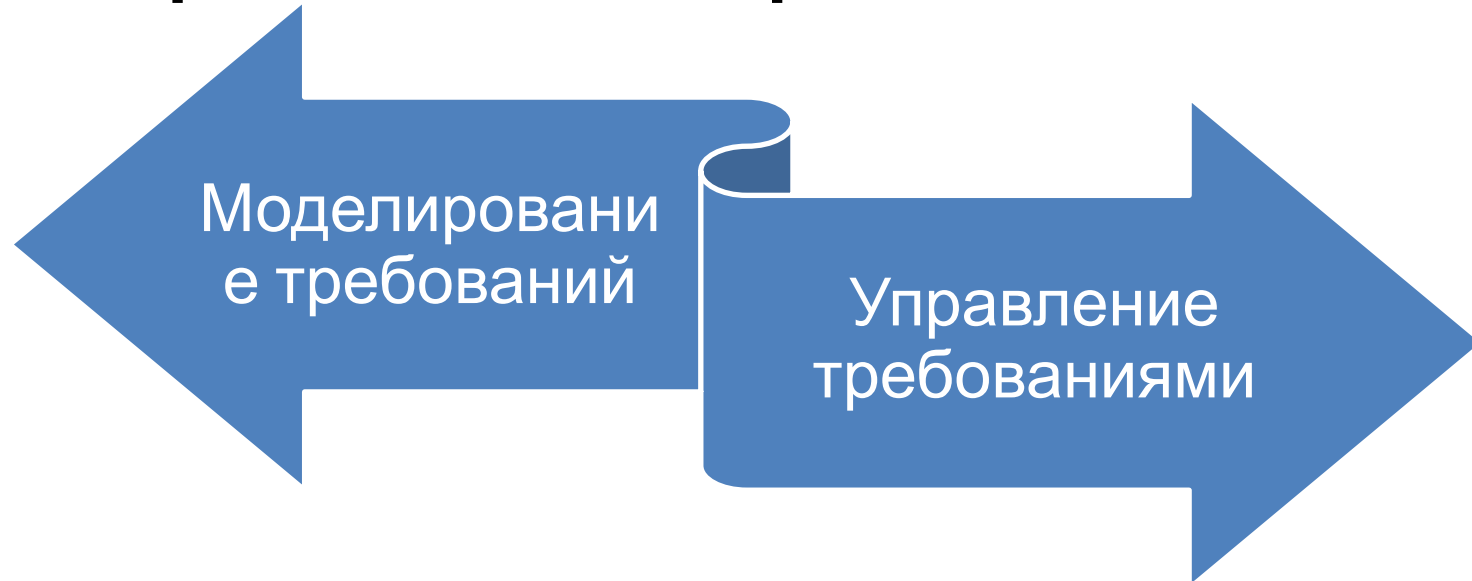 Моделировани
е требований
Управление
требованиями